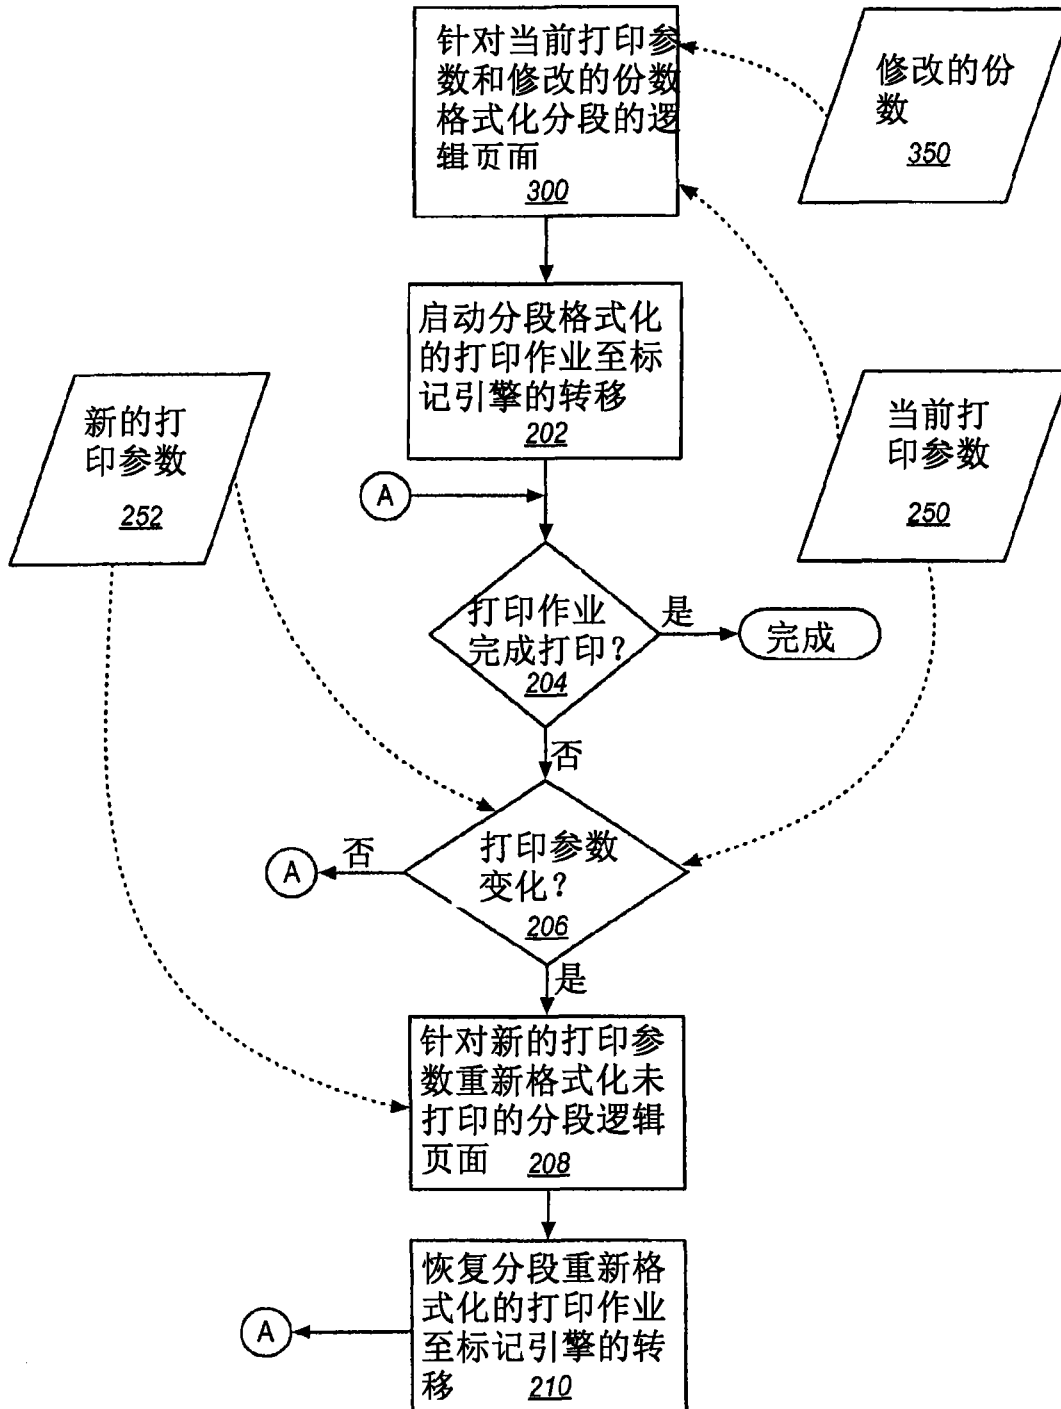 针对当前打印参
数和修改的份数
格式化分段的逻
辑页面
300
修改的份
数
350
启动分段格式化
的打印作业至标
记引擎的转移
202
新的打
印参数
252
当前打
印参数
250
A
打印作业
完成打印?
204
是
完成
否
打印参数
变化?
206
否
A
是
针对新的打印参
数重新格式化未
打印的分段逻辑
页面 208
恢复分段重新格
式化的打印作业
至标记引擎的转
移 210
A